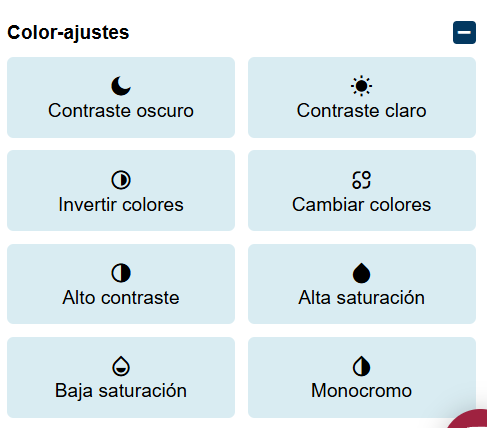 Color-ajustes
Contraste oscuro
Contraste claro
Invertir colores
Cambiar colores
Alto contraste
Alta saturación
Baja saturación
Monocromo